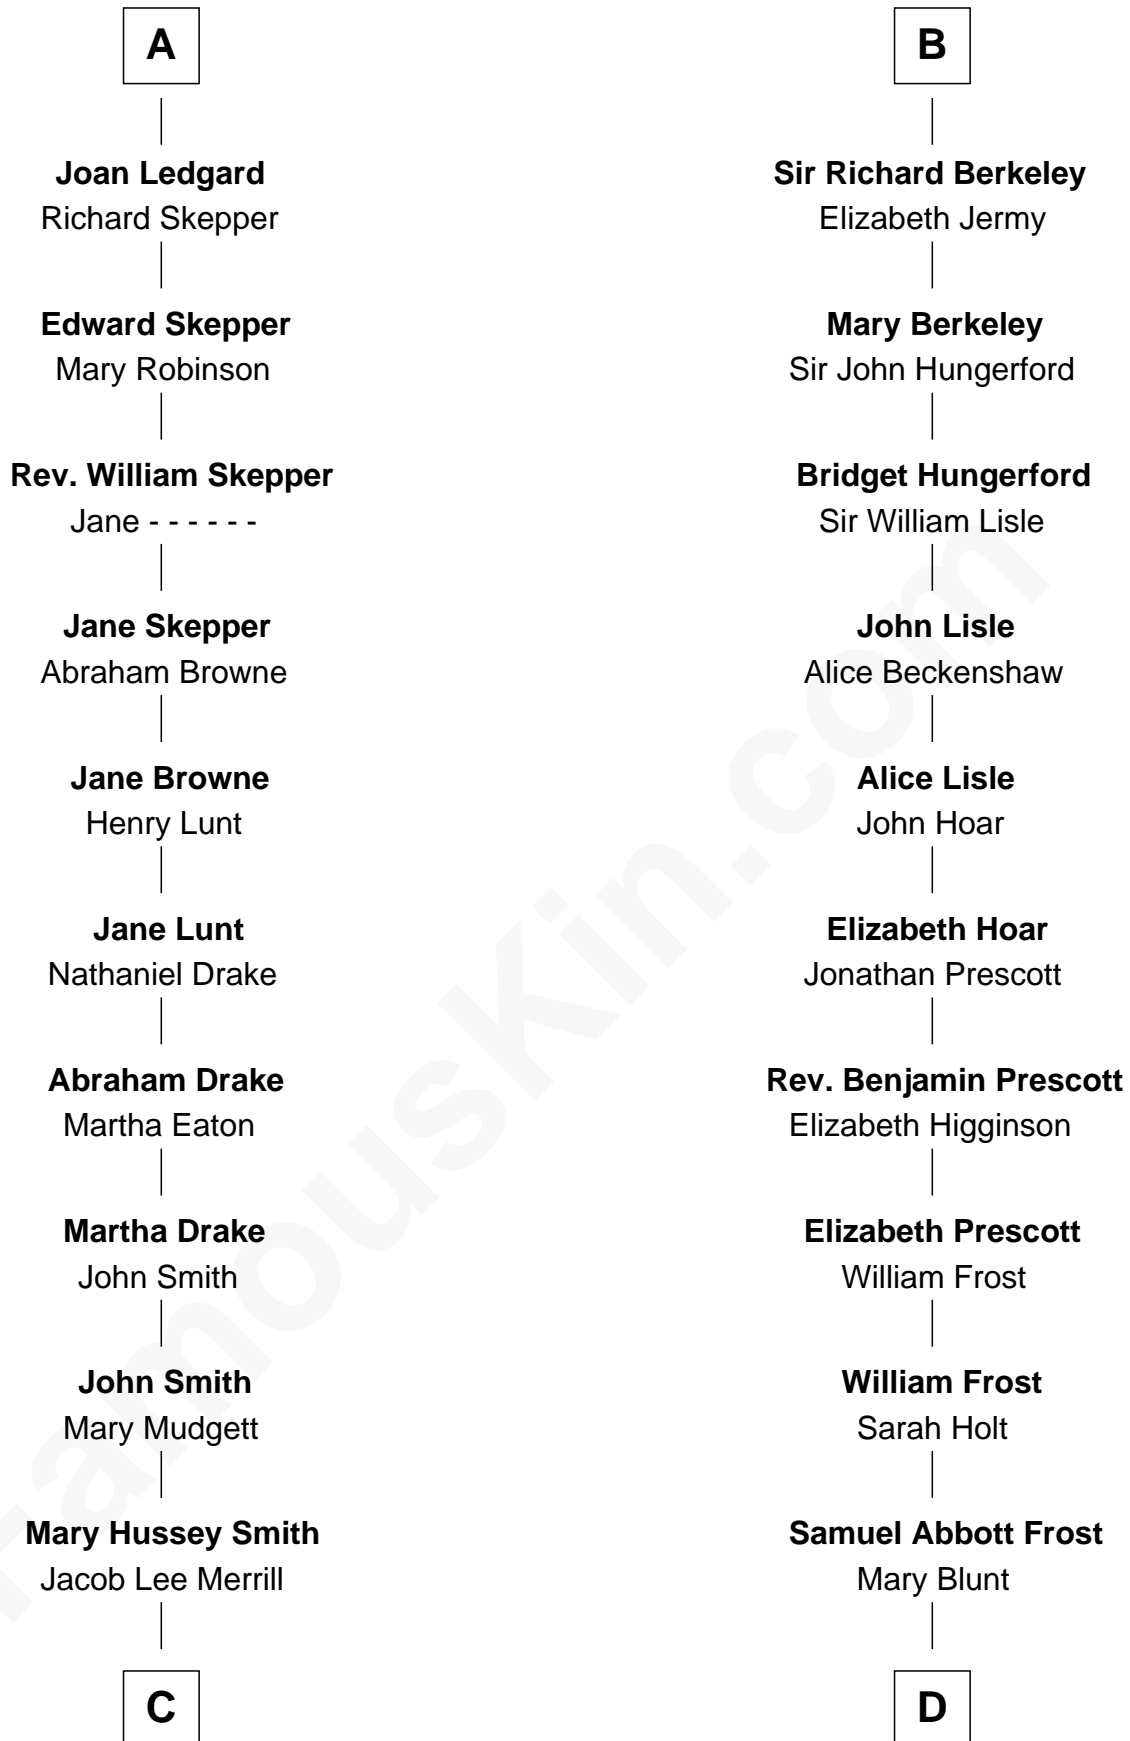 A
Joan Ledgard
Richard Skepper
Edward Skepper
Mary Robinson
Rev. William Skepper
Jane - - - - - -
Jane Skepper
Abraham Browne
Jane Browne
Henry Lunt
Jane Lunt
Nathaniel Drake
Abraham Drake
Martha Eaton
Martha Drake
John Smith
John Smith
Mary Mudgett
Mary Hussey Smith
Jacob Lee Merrill
C
B
Sir Richard Berkeley
Elizabeth Jermy
Mary Berkeley
Sir John Hungerford
Bridget Hungerford
Sir William Lisle
John Lisle
Alice Beckenshaw
Alice Lisle
John Hoar
Elizabeth Hoar
Jonathan Prescott
Rev. Benjamin Prescott
Elizabeth Higginson
Elizabeth Prescott
William Frost
William Frost
Sarah Holt
Samuel Abbott Frost
Mary Blunt
D
FamousKin.com